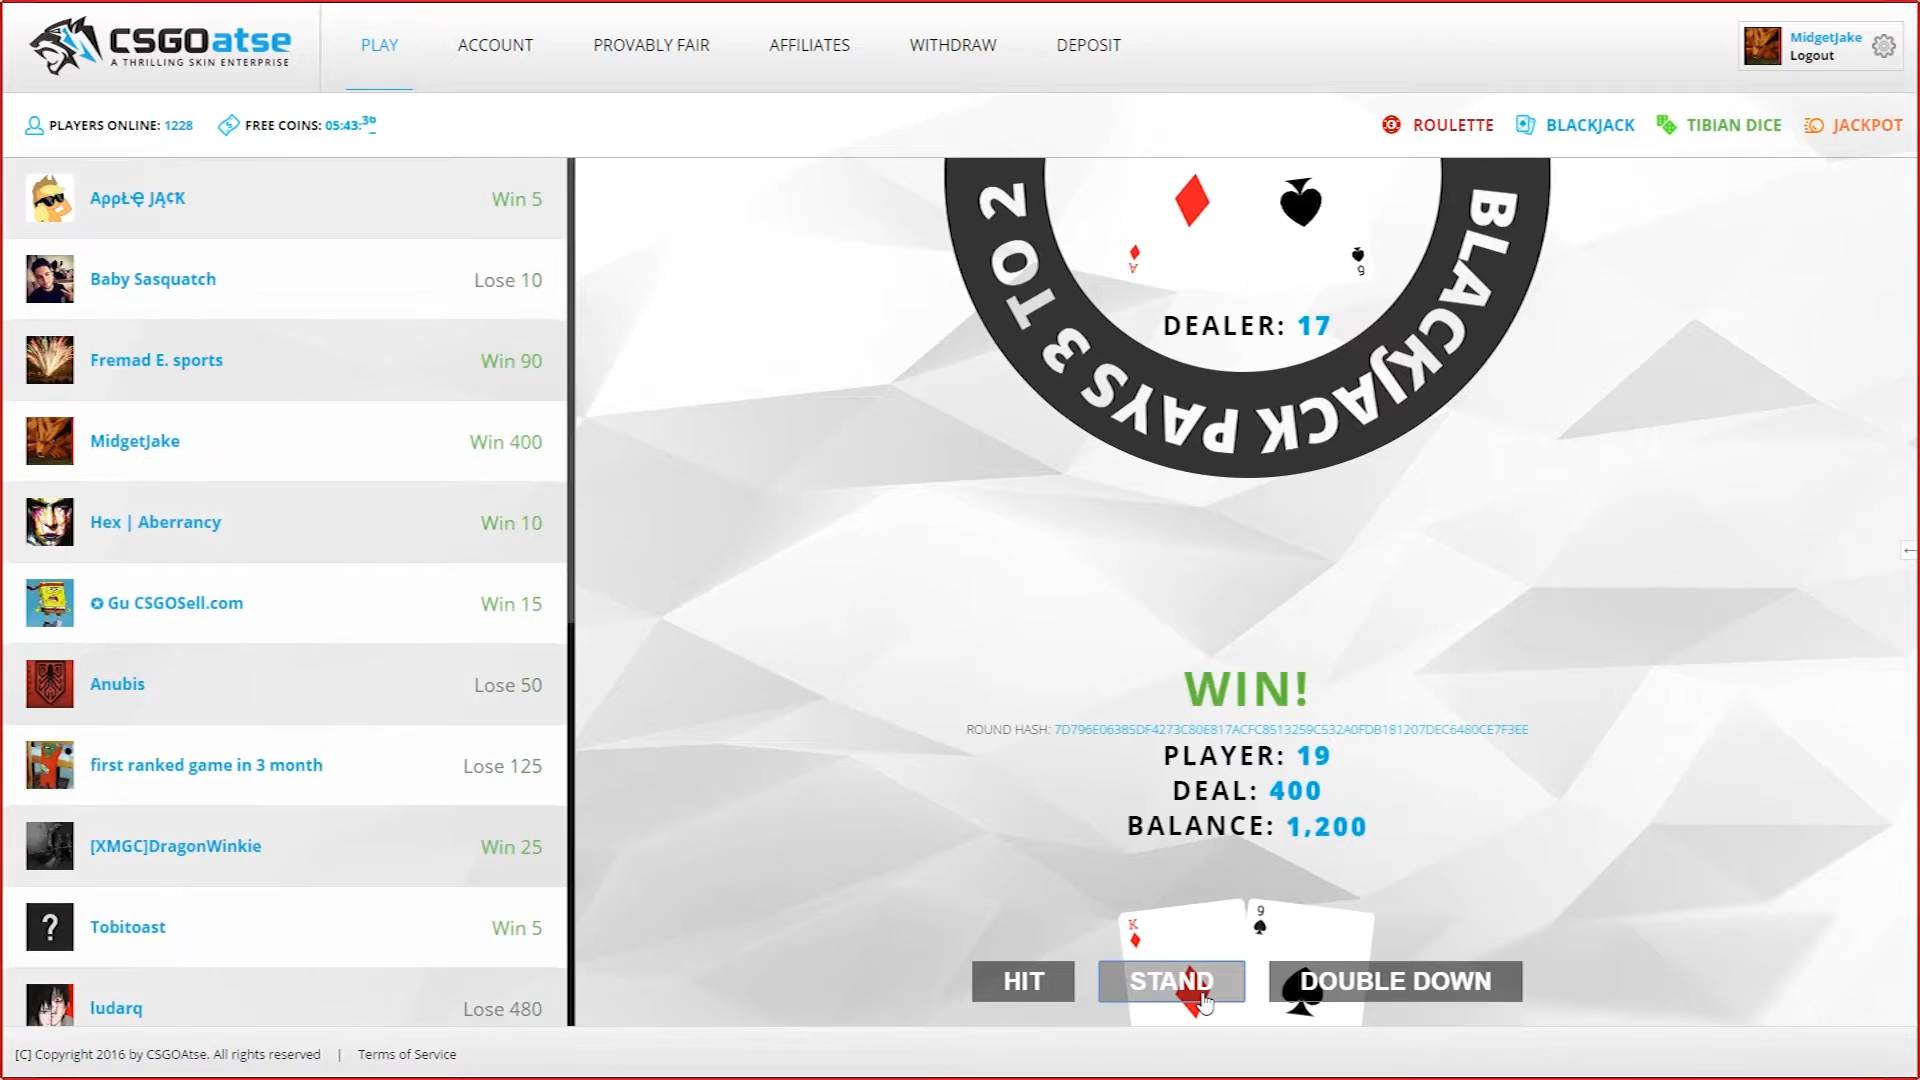 CSGOatse
A THRILLING SKIN ENTERPRISE
PLAY
ACCOUNT
PROVABLY FAIR
AFFILIATES
WITHDRAW
DEPOSIT
MidgetJake
Logout
PLAYERS ONLINE: 1228
FREE COINS: 05:43:
ROULETTE
BLACKJACK
TIBIAN DICE
JACKPOT
Win 5
Baby Sasquatch
Lose 10
Fremad E. sports
Win 90
MidgetJake
Win 400
Hex | Aberrancy
Win 10
✪ Gu CSGOSell.com
Win 15
Anubis
Lose 50
first ranked game in 3 month
Lose 125
[XMGC]DragonWinkie
Win 25
?
Tobitoast
Win 5
ludarq
Lose 480
A
6
BLACKJACK PAYS 3 TO 2
DEALER: 17
WIN!
ROUND HASH: 7D796E06385DF4273C80E817ACFC8513259C532A0FDB181207DEC6480CE7F3EE
PLAYER: 19
DEAL: 400
BALANCE: 1,200
K
9
HIT
STAND
DOUBLE DOWN
[C] Copyright 2016 by CSGOAtse. All rights reserved | Terms of Service